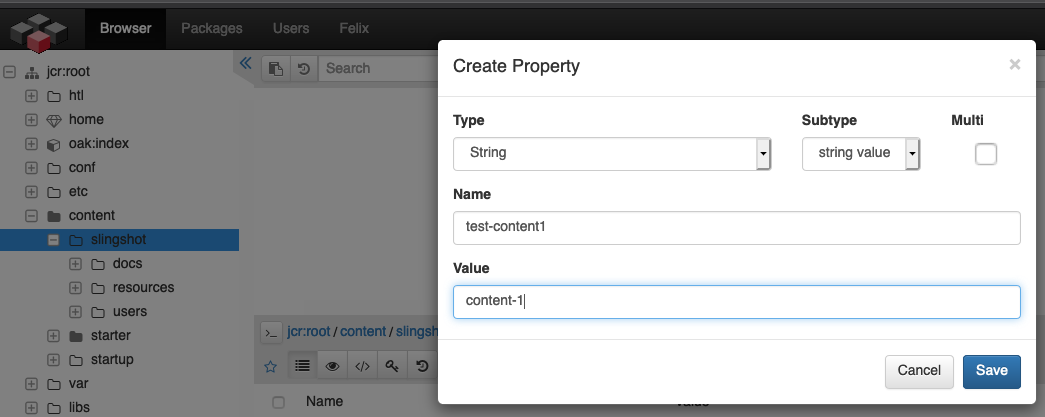 Browser Packages Users Felix
jcr:root
htl
home
oak:index
conf
etc
content
slingshot
docs
resources
users
starter
startup
var
libs
Search
jcr:root / content / slingsh
Name
Create Property
×
Type Subtype Multi
String string value
Name
test-content1
Value
content-1
Cancel Save